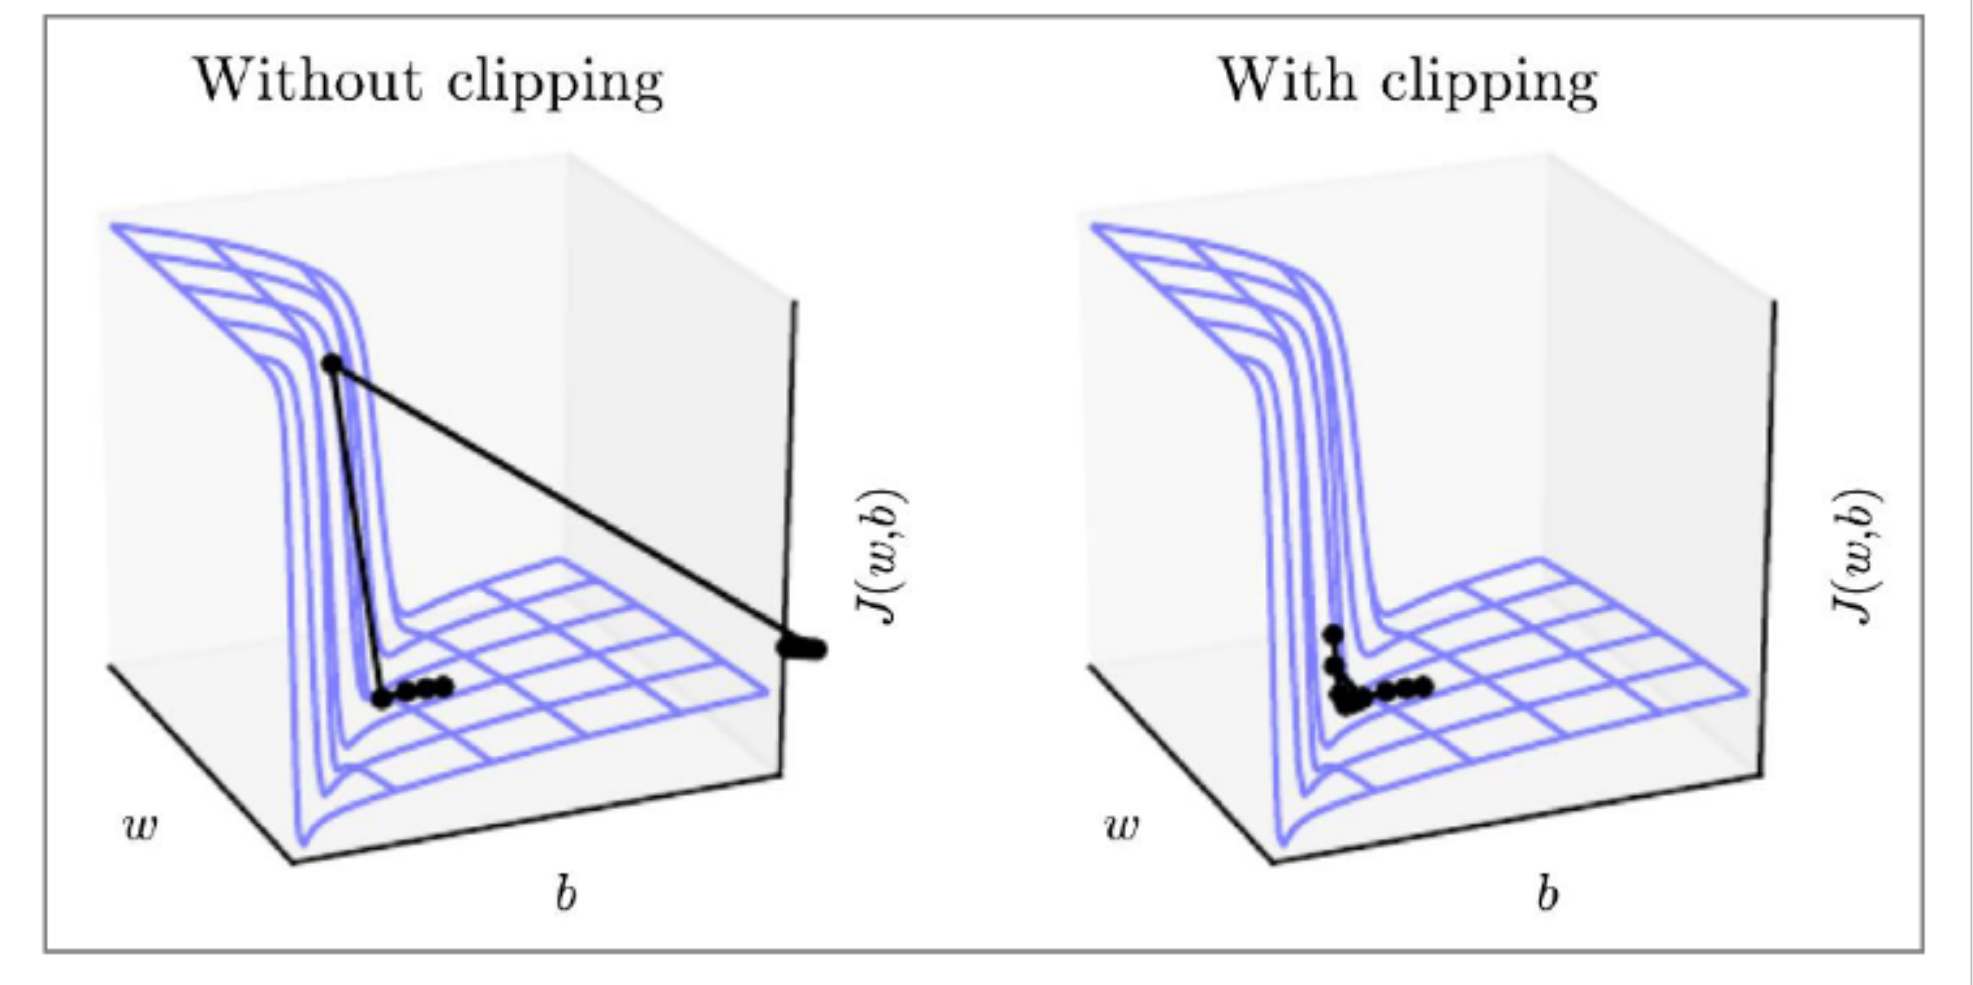 Without clipping
With clipping
J(w,b)
J(w,b)
w
b
w
b